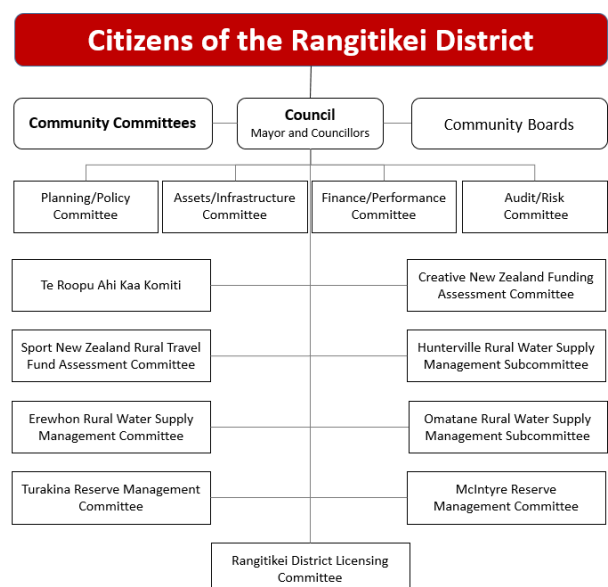 Citizens of the Rangitikei District
Community Committees
Council
Mayor and Councillors
Community Boards
Planning/Policy
Committee
Assets/Infrastructure
Committee
Finance/Performance
Committee
Audit/Risk
Committee
Te Roopu Ahi Kaa Komiti
Creative New Zealand Funding
Assessment Committee
Sport New Zealand Rural Travel
Fund Assessment Committee
Hunterville Rural Water Supply
Management Subcommittee
Erewhon Rural Water Supply
Management Committee
Omatane Rural Water Supply
Management Subcommittee
Turakina Reserve Management
Committee
McIntyre Reserve
Management Committee
Rangitikei District Licensing
Committee